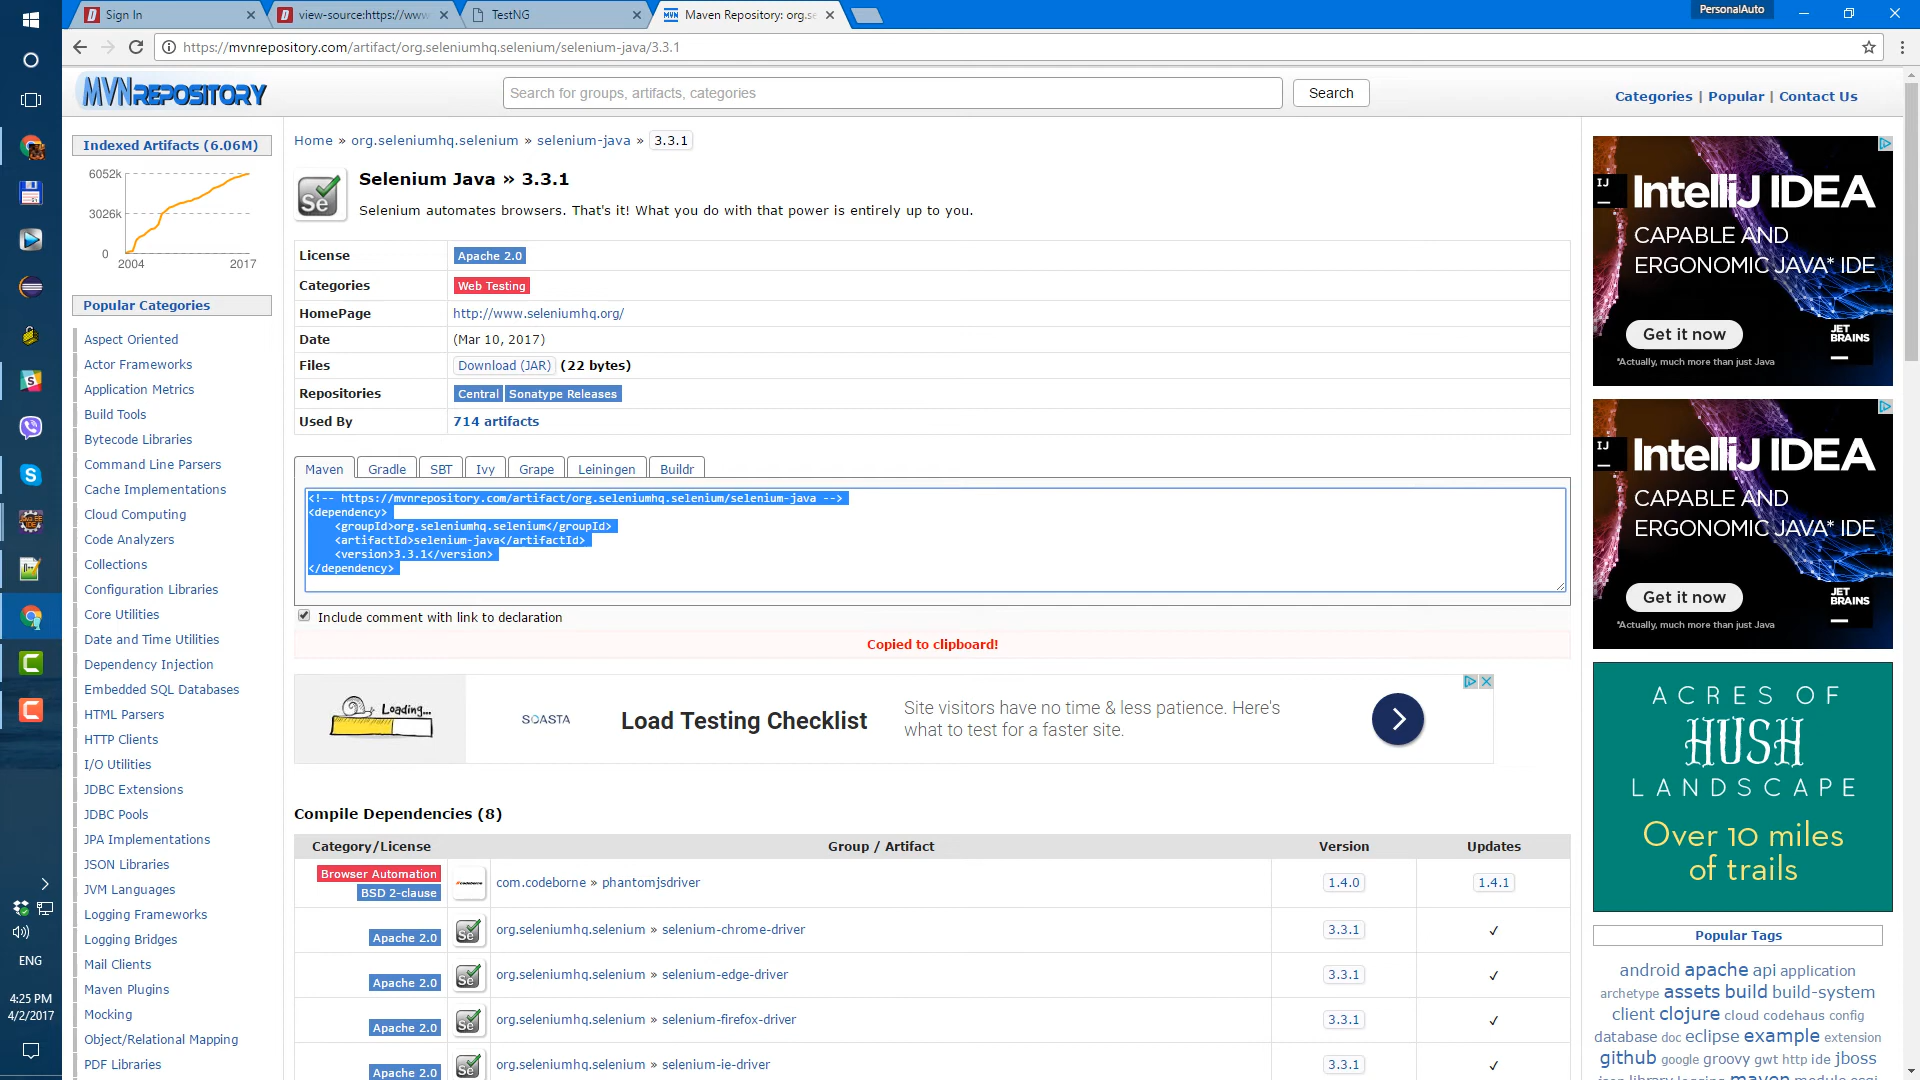 Sign In
view-source:https://www
TestNG
Maven Repository: org.se
PersonalAuto
https://mvnrepository.com/artifact/org.seleniumhq.selenium/selenium-java/3.3.1
MVNREPOSITORY
Search for groups, artifacts, categories
Search
Categories | Popular | Contact Us
Indexed Artifacts (6.06M)
6052k
3026k
0
2004
2017
Popular Categories
Aspect Oriented
Actor Frameworks
Application Metrics
Build Tools
Bytecode Libraries
Command Line Parsers
Cache Implementations
Cloud Computing
Code Analyzers
Collections
Configuration Libraries
Core Utilities
Date and Time Utilities
Dependency Injection
Embedded SQL Databases
HTML Parsers
HTTP Clients
I/O Utilities
JDBC Extensions
JDBC Pools
JPA Implementations
JSON Libraries
JVM Languages
Logging Frameworks
Logging Bridges
Mail Clients
Maven Plugins
Mocking
Object/Relational Mapping
PDF Libraries
Home » org.seleniumhq.selenium » selenium-java » 3.3.1
Se
Selenium Java » 3.3.1
Selenium automates browsers. That's it! What you do with that power is entirely up to you.
License Apache 2.0
Categories Web Testing
HomePage http://www.seleniumhq.org/
Date (Mar 10, 2017)
Files Download (JAR) (22 bytes)
Repositories Central Sonatype Releases
Used By 714 artifacts
Maven Gradle SBT Ivy Grape Leiningen Buildr
<!-- https://mvnrepository.com/artifact/org.seleniumhq.selenium/selenium-java -->
<dependency>
    <groupId>org.seleniumhq.selenium</groupId>
    <artifactId>selenium-java</artifactId>
    <version>3.3.1</version>
</dependency>
Include comment with link to declaration
Copied to clipboard!
Loading...
SOASTA
Load Testing Checklist
Site visitors have no time & less patience. Here's
what to test for a faster site.
Compile Dependencies (8)
Category/License Group / Artifact Version Updates
Browser Automation
BSD 2-clause
com.codeborne » phantomjsdriver 1.4.0 1.4.1
Apache 2.0 Se org.seleniumhq.selenium » selenium-chrome-driver 3.3.1 ✓
Apache 2.0 Se org.seleniumhq.selenium » selenium-edge-driver 3.3.1 ✓
Apache 2.0 Se org.seleniumhq.selenium » selenium-firefox-driver 3.3.1 ✓
Apache 2.0 Se org.seleniumhq.selenium » selenium-ie-driver 3.3.1 ✓
IJ
IntelliJ IDEA
CAPABLE AND
ERGONOMIC JAVA* IDE
Get it now
JET
BRAINS
*Actually, much more than just Java
IJ
IntelliJ IDEA
CAPABLE AND
ERGONOMIC JAVA* IDE
Get it now
JET
BRAINS
*Actually, much more than just Java
ACRES OF
HUSH
LANDSCAPE
Over 10 miles
of trails
Popular Tags
android apache api application
archetype assets build build-system
client clojure cloud codehaus config
database doc eclipse example extension
github google groovy gwt http ide jboss
library maven module
ENG
4:25 PM
4/2/2017